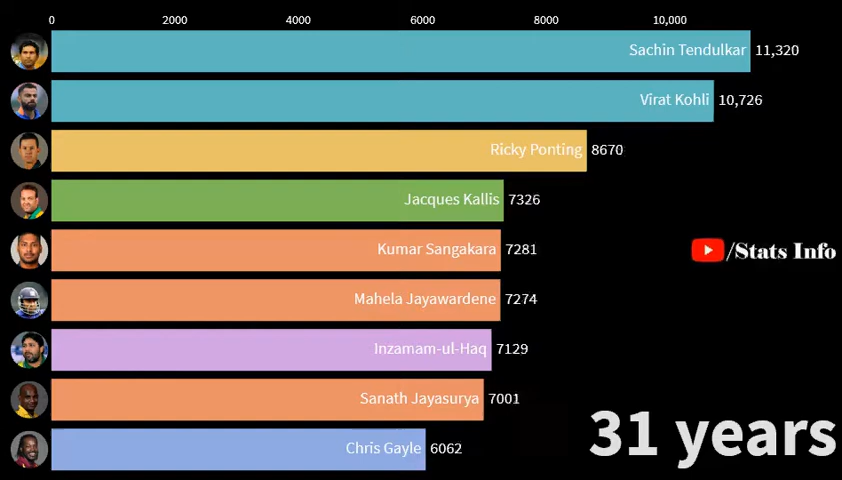 0 2000 4000 6000 8000 10,000
Sachin Tendulkar 11,320
Virat Kohli 10,726
Ricky Ponting 8670
Jacques Kallis 7326
Kumar Sangakara 7281
/Stats Info
Mahela Jayawardene 7274
Inzamam-ul-Haq 7129
Sanath Jayasurya 7001
31 years
Chris Gayle 6062